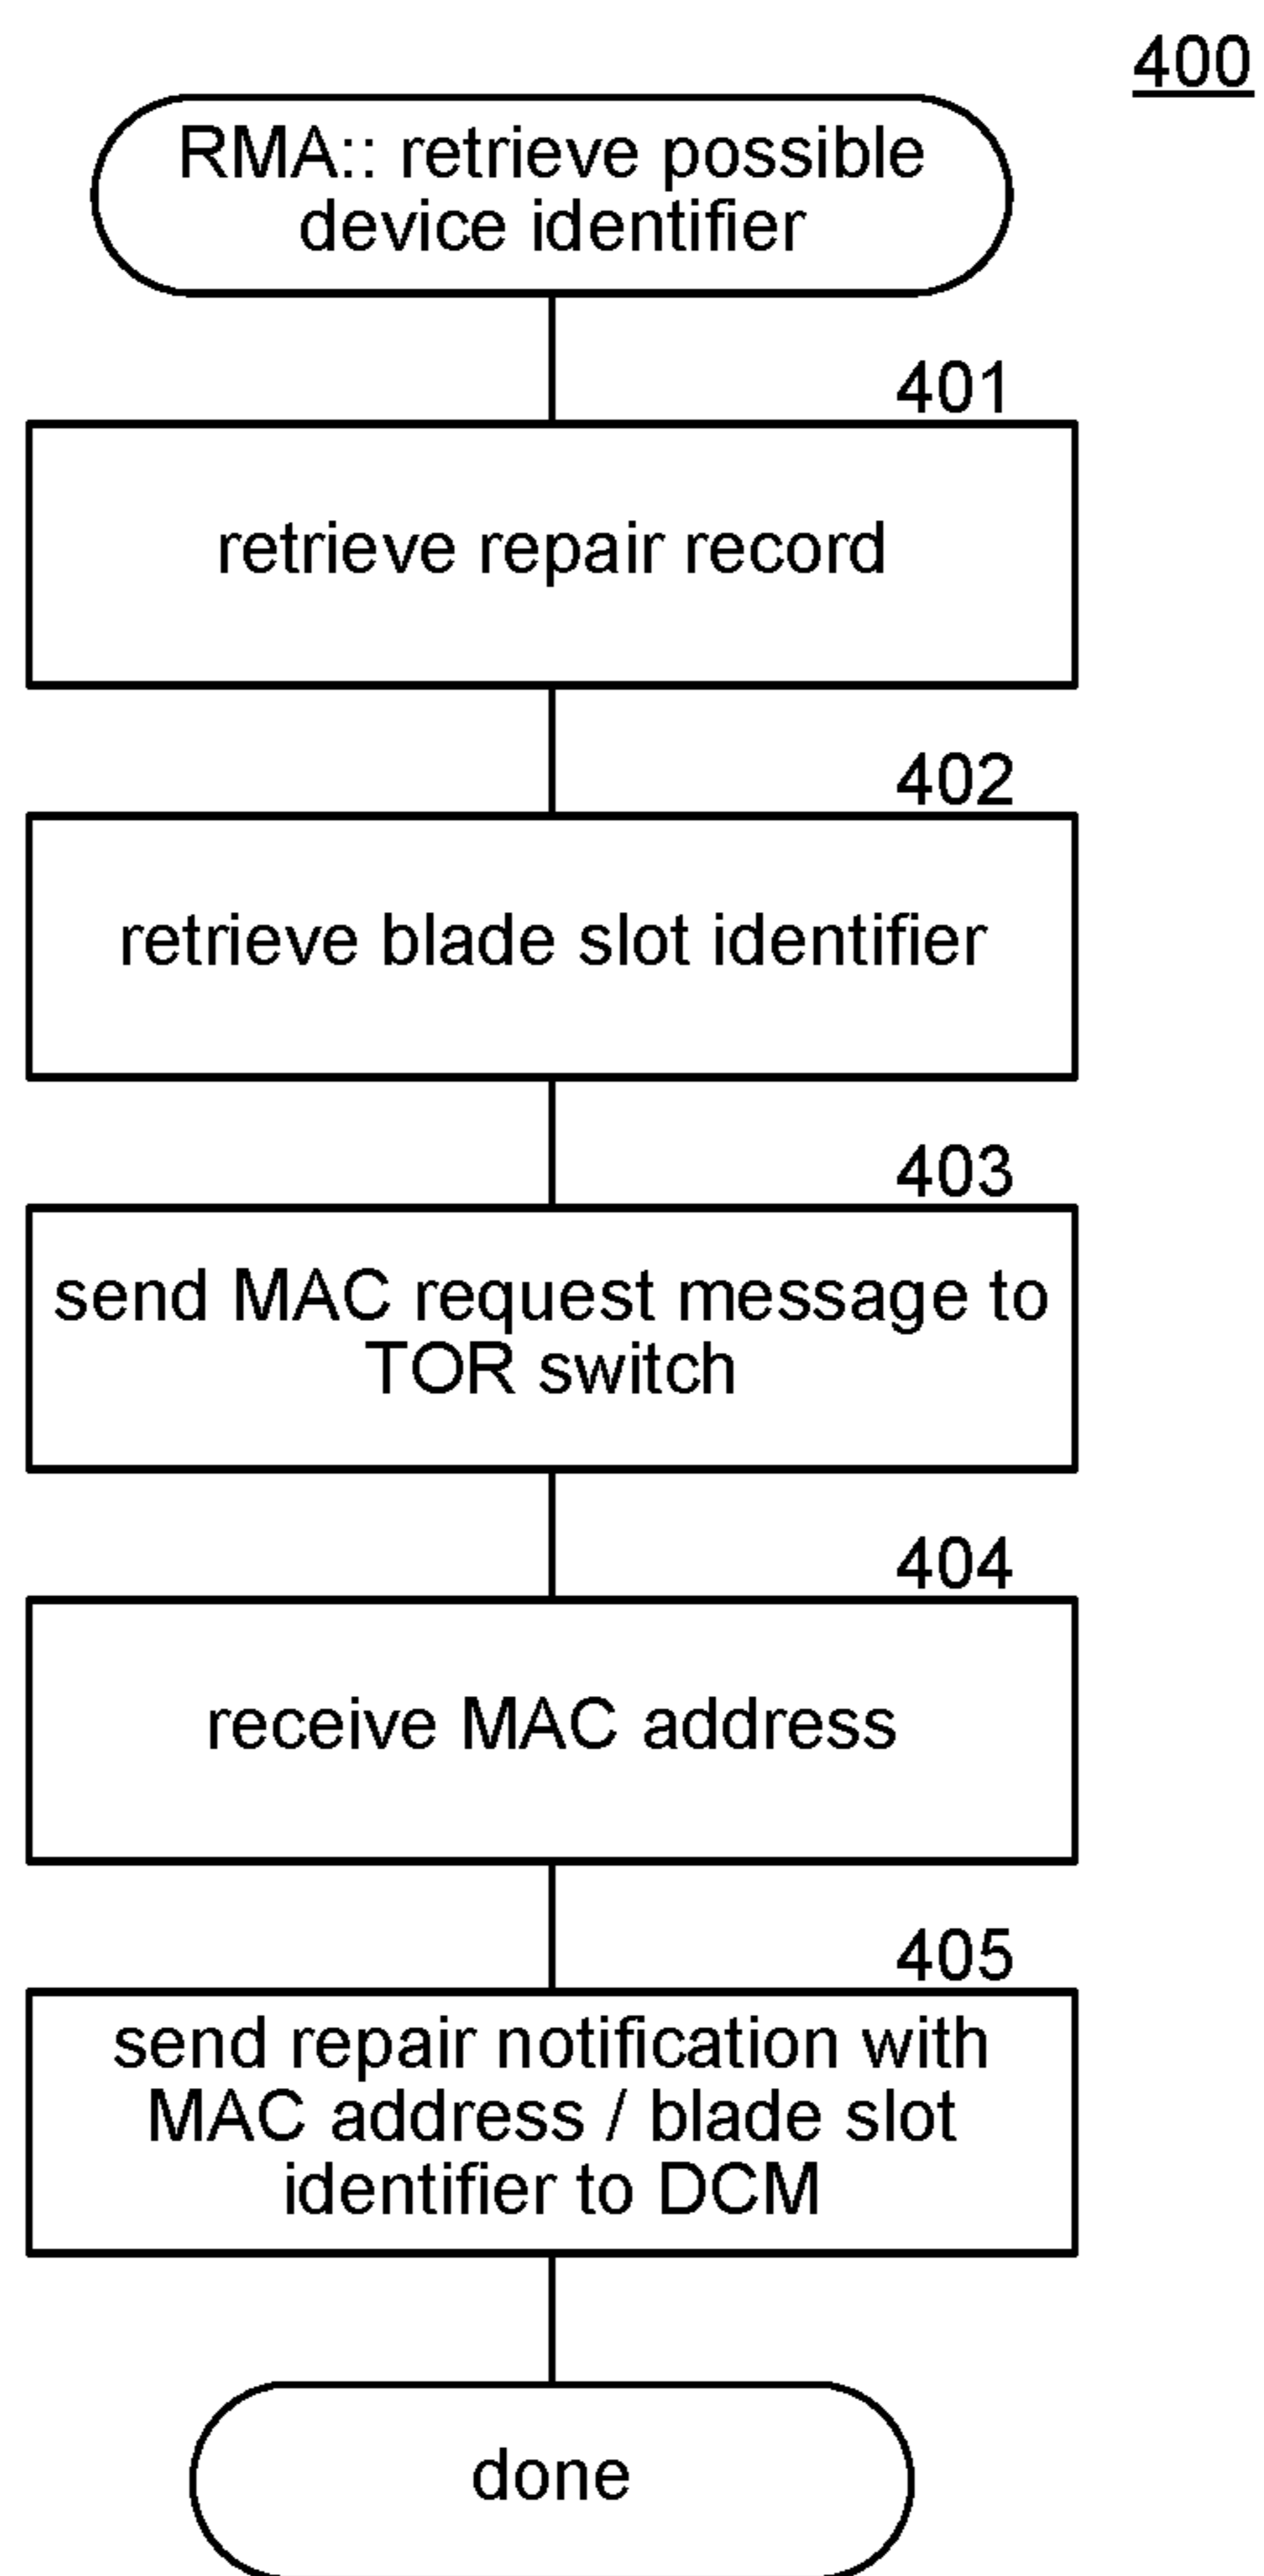 400
RMA:: retrieve possible
device identifier
401
retrieve repair record
402
retrieve blade slot identifier
403
send MAC request message to
TOR switch
404
receive MAC address
405
send repair notification with
MAC address / blade slot
identifier to DCM
done